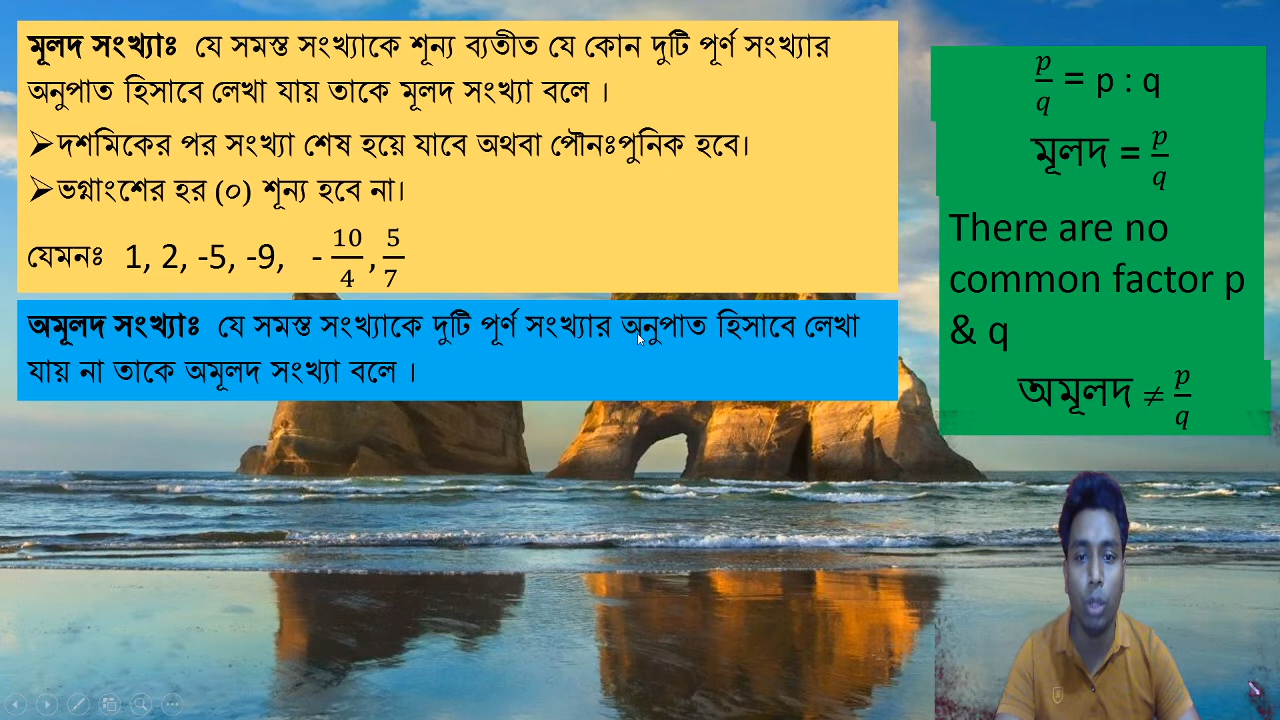 মূলদ সংখ্যাঃ যে সমস্ত সংখ্যাকে শূন্য ব্যতীত যে কোন দুটি পূর্ণ সংখ্যার
অনুপাত হিসাবে লেখা যায় তাকে মূলদ সংখ্যা বলে ।
➢দশমিকের পর সংখ্যা শেষ হয়ে যাবে অথবা পৌনঃপুনিক হবে।
➢ভগ্নাংশের হর (০) শূন্য হবে না।
যেমনঃ 1, 2, -5, -9, - 10/4, 5/7
অমূলদ সংখ্যাঃ যে সমস্ত সংখ্যাকে দুটি পূর্ণ সংখ্যার অনুপাত হিসাবে লেখা
যায় না তাকে অমূলদ সংখ্যা বলে ।
p/q = p : q
মূলদ = p/q
There are no
common factor p
& q
অমূলদ ≠ p/q